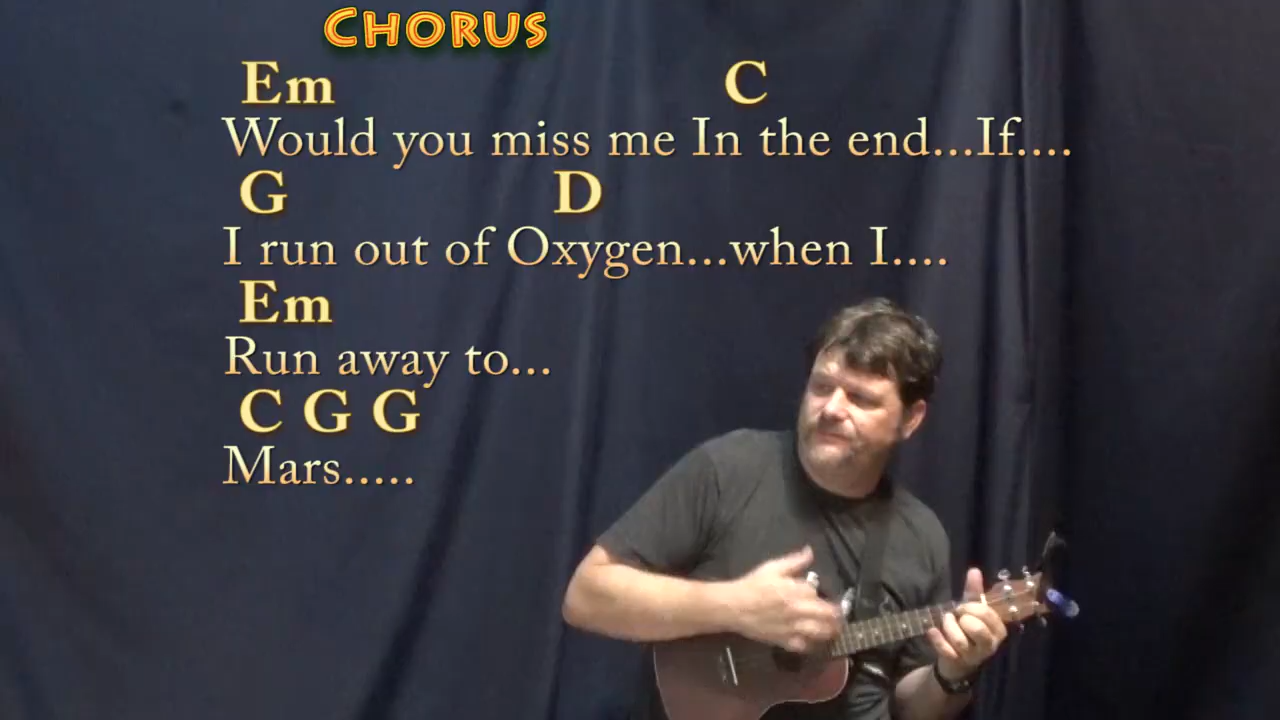 CHORUS
Em C
Would you miss me In the end...If....
G D
I run out of Oxygen...when I....
Em
Run away to...
C G G
Mars.....